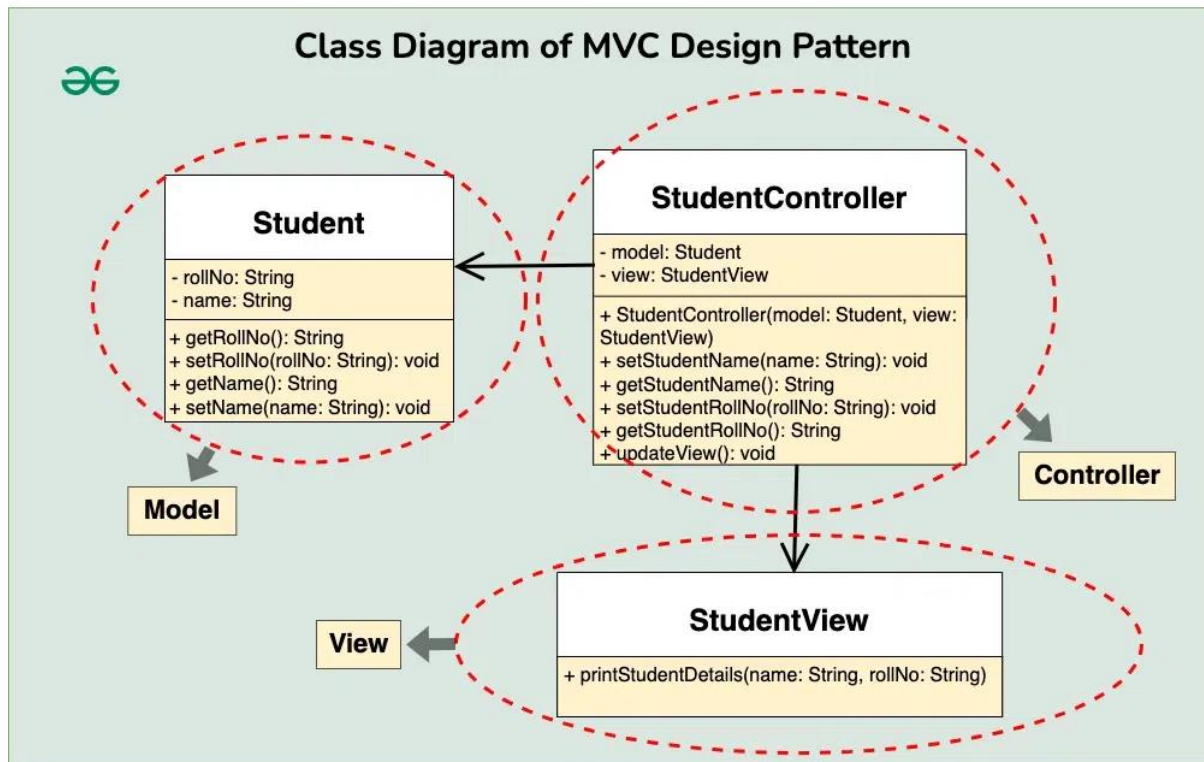 Class Diagram of MVC Design Pattern
Student
- rollNo: String
- name: String
+ getRollNo(): String
+ setRollNo(rollNo: String): void
+ getName(): String
+ setName(name: String): void
Model
StudentController
- model: Student
- view: StudentView
+ StudentController(model: Student, view:
StudentView)
+ setStudentName(name: String): void
+ getStudentName(): String
+ setStudentRollNo(rollNo: String): void
+ getStudentRollNo(): String
+ updateView(): void
Controller
StudentView
+ printStudentDetails(name: String, rollNo: String)
View